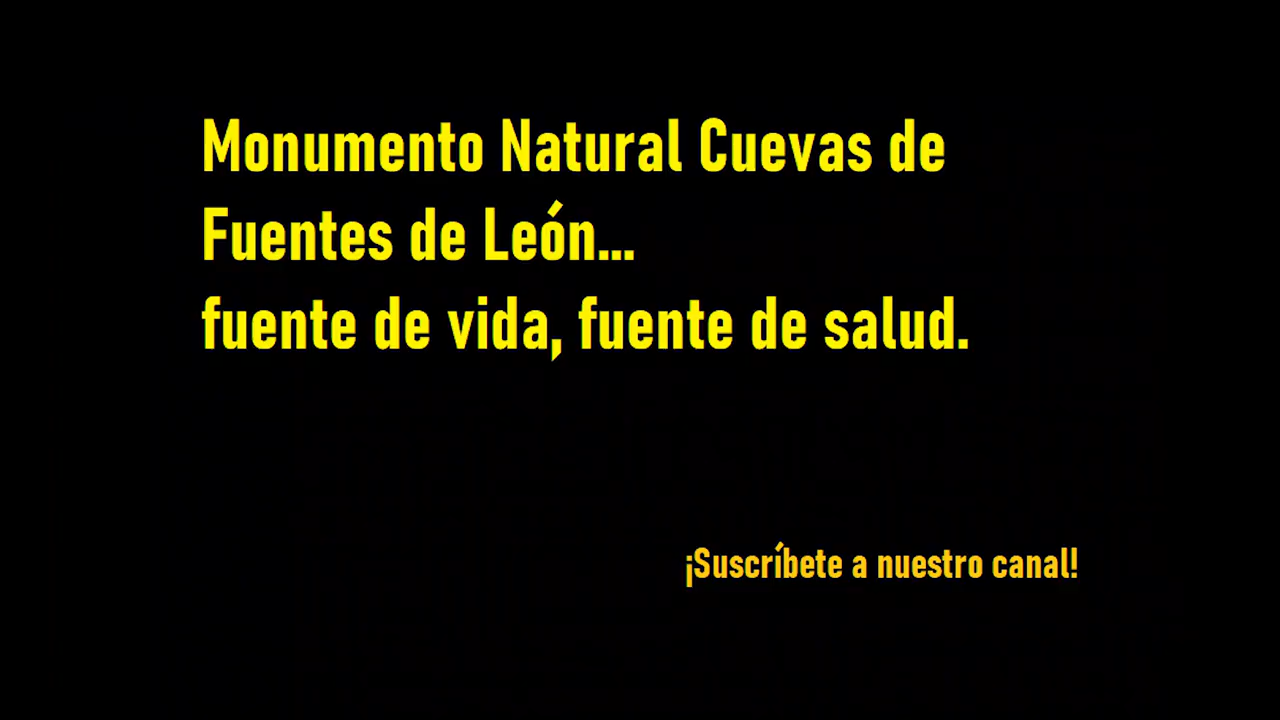 Monumento Natural Cuevas de
Fuentes de León...
fuente de vida, fuente de salud.
¡Suscríbete a nuestro canal!